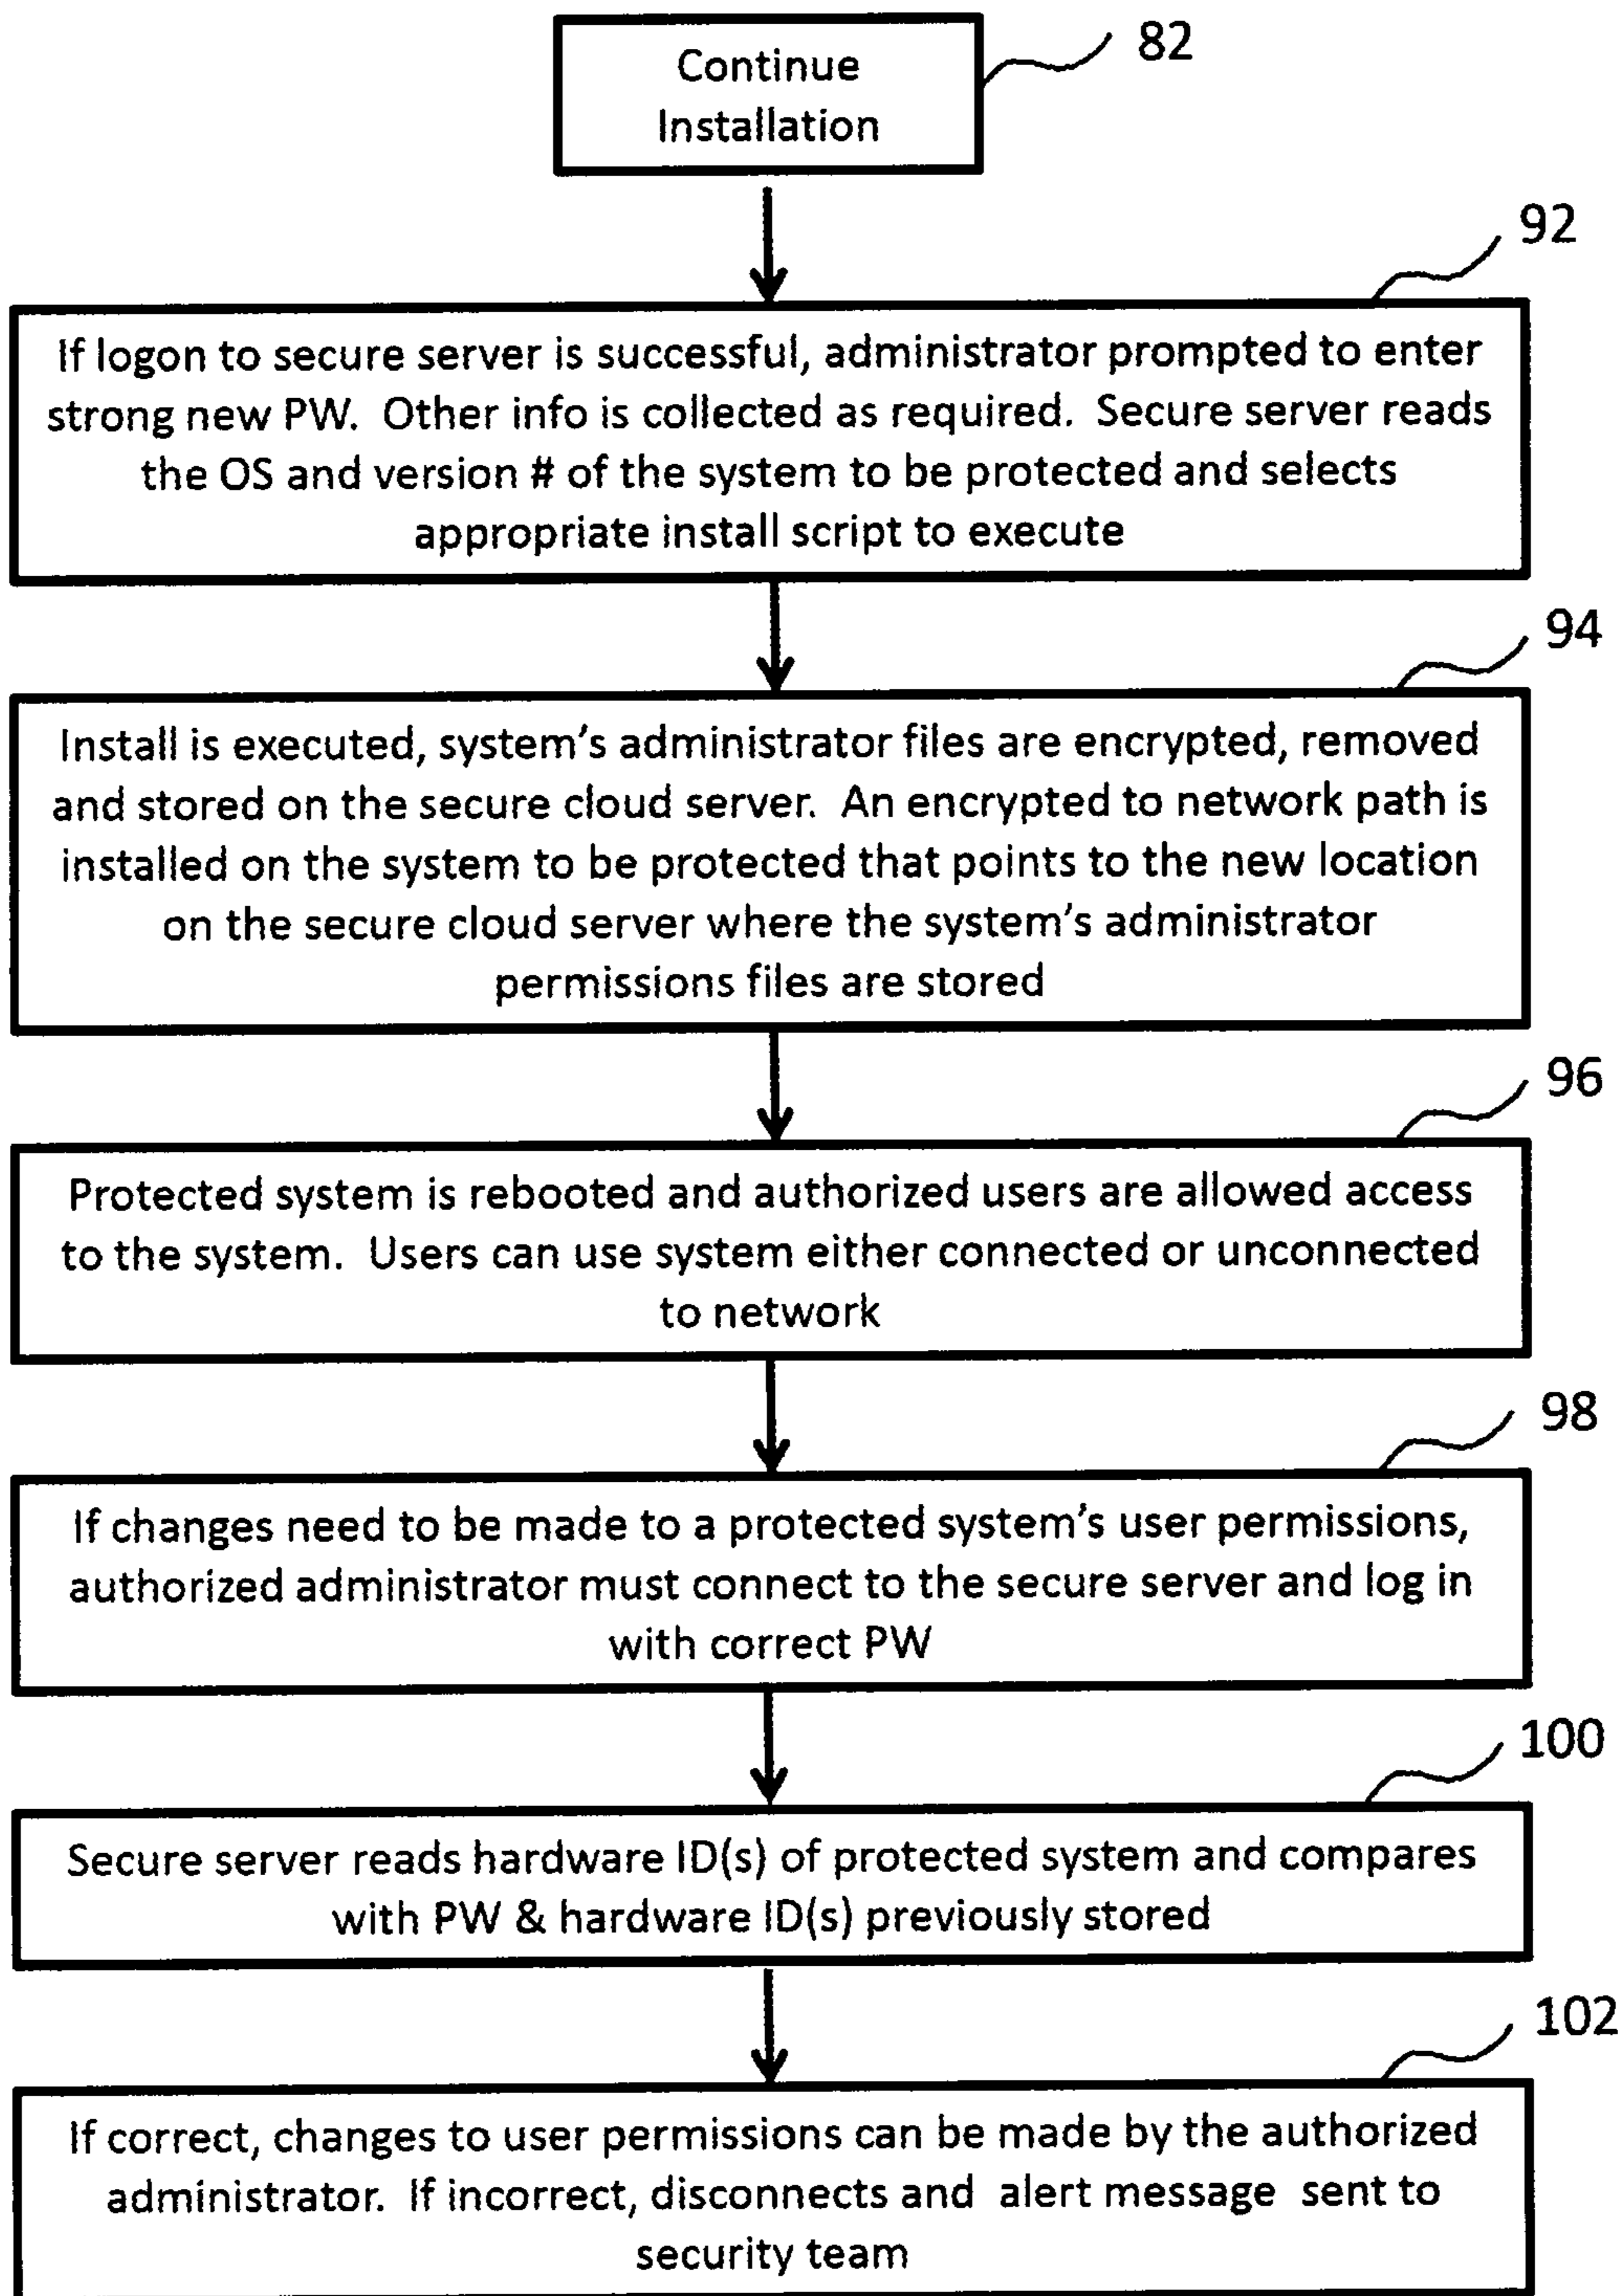 Continue
Installation
82
92
If logon to secure server is successful, administrator prompted to enter
strong new PW.  Other info is collected as required.  Secure server reads
the OS and version # of the system to be protected and selects
appropriate install script to execute
94
Install is executed, system's administrator files are encrypted, removed
and stored on the secure cloud server.  An encrypted to network path is
installed on the system to be protected that points to the new location
on the secure cloud server where the system's administrator
permissions files are stored
96
Protected system is rebooted and authorized users are allowed access
to the system.  Users can use system either connected or unconnected
to network
98
If changes need to be made to a protected system's user permissions,
authorized administrator must connect to the secure server and log in
with correct PW
100
Secure server reads hardware ID(s) of protected system and compares
with PW & hardware ID(s) previously stored
102
If correct, changes to user permissions can be made by the authorized
administrator.  If incorrect, disconnects and  alert message  sent to
security team